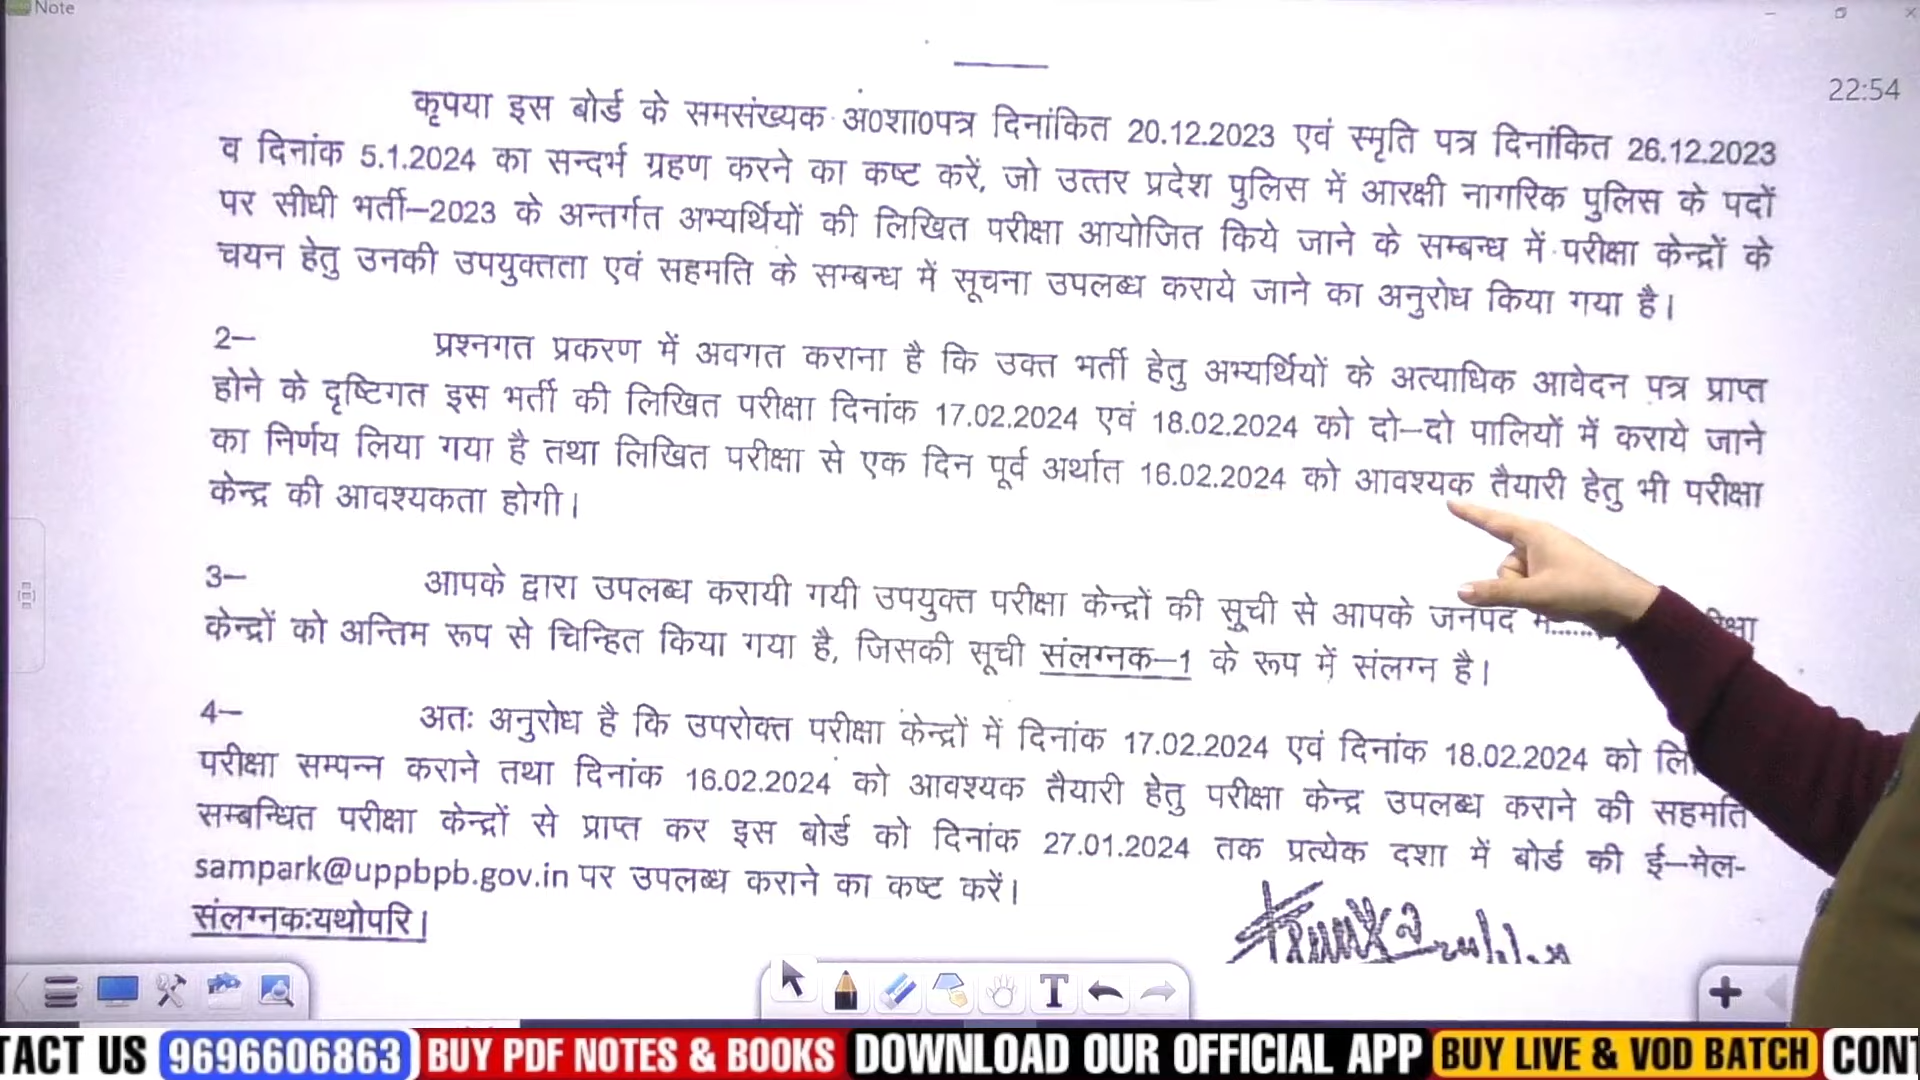 Note
22:54
कृपया इस बोर्ड के समसंख्यक अं0शा0पत्र दिनांकित 20.12.2023 एवं स्मृति पत्र दिनांकित 26.12.2023
व दिनांक 5.1.2024 का सन्दर्भ ग्रहण करने का कष्ट करें, जो उत्तर प्रदेश पुलिस में आरक्षी नागरिक पुलिस के पदों
पर सीधी भर्ती–2023 के अन्तर्गत अभ्यर्थियों की लिखित परीक्षा आयोजित किये जाने के सम्बन्ध में परीक्षा केन्द्रों के
चयन हेतु उनकी उपयुक्तता एवं सहमति के सम्बन्ध में सूचना उपलब्ध कराये जाने का अनुरोध किया गया है।
2– प्रश्नगत प्रकरण में अवगत कराना है कि उक्त भर्ती हेतु अभ्यर्थियों के अत्याधिक आवेदन पत्र प्राप्त
होने के दृष्टिगत इस भर्ती की लिखित परीक्षा दिनांक 17.02.2024 एवं 18.02.2024 को दो–दो पालियों में कराये जाने
का निर्णय लिया गया है तथा लिखित परीक्षा से एक दिन पूर्व अर्थात 16.02.2024 को आवश्यक तैयारी हेतु भी परीक्षा
केन्द्र की आवश्यकता होगी।
3– आपके द्वारा उपलब्ध करायी गयी उपयुक्त परीक्षा केन्द्रों की सूची से आपके जनपद में......
केन्द्रों को अन्तिम रूप से चिन्हित किया गया है, जिसकी सूची संलग्नक–1 के रूप में संलग्न है।
4– अतः अनुरोध है कि उपरोक्त परीक्षा केन्द्रों में दिनांक 17.02.2024 एवं दिनांक 18.02.2024 को
परीक्षा सम्पन्न कराने तथा दिनांक 16.02.2024 को आवश्यक तैयारी हेतु परीक्षा केन्द्र उपलब्ध कराने की सहमति
सम्बन्धित परीक्षा केन्द्रों से प्राप्त कर इस बोर्ड को दिनांक 27.01.2024 तक प्रत्येक दशा में बोर्ड की ई–मेल-
sampark@uppbpb.gov.in पर उपलब्ध कराने का कष्ट करें।
संलग्नकःयथोपरि।
T
TACT US 9696606863 BUY PDF NOTES & BOOKS DOWNLOAD OUR OFFICIAL APP BUY LIVE & VOD BATCH CONT